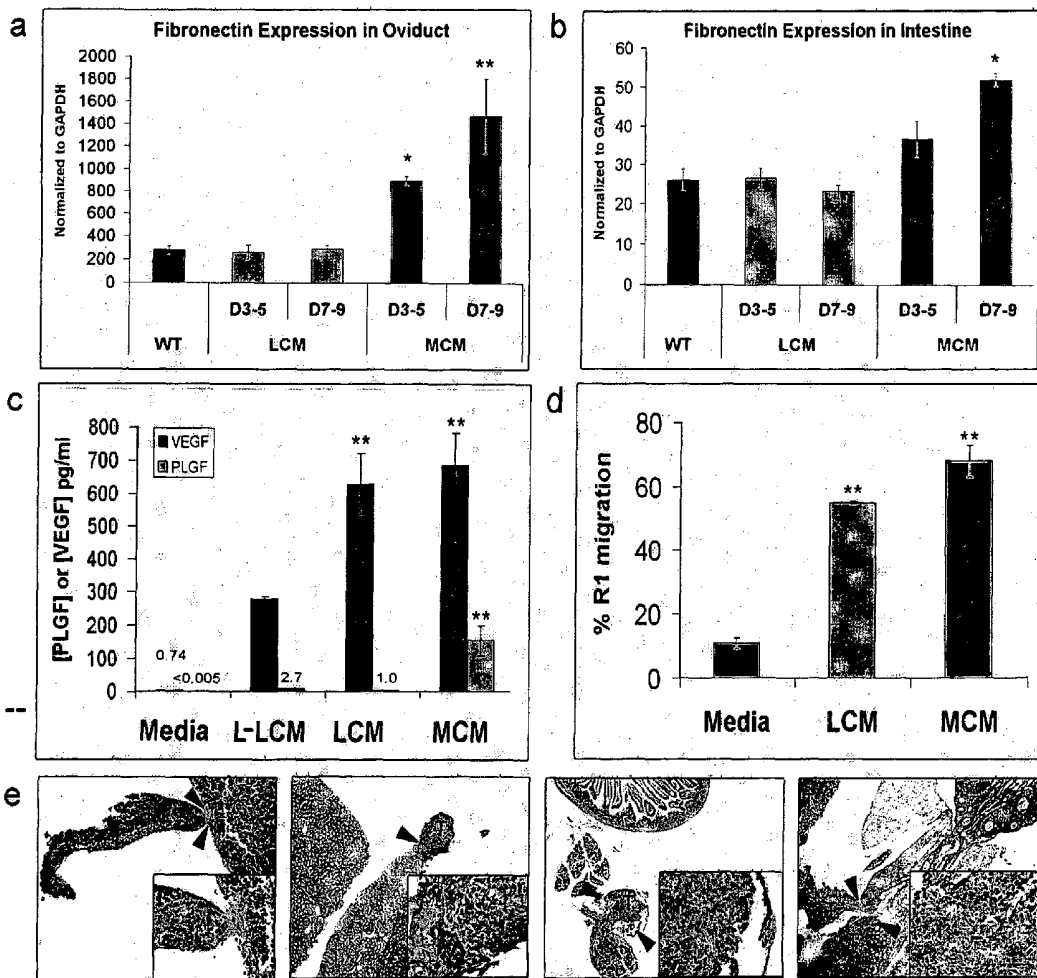 a
Fibronectin Expression in Oviduct
Normalized to GAPDH
2000
1800
1600
1400
1200
1000
800
600
400
200
0
*
**
D3-5 D7-9 D3-5 D7-9
WT LCM MCM
b
Fibronectin Expression in Intestine
Normalized to GAPDH
60
50
40
30
20
10
0
*
D3-5 D7-9 D3-5 D7-9
WT LCM MCM
c
[PLGF] or [VEGF] pg/ml
800
700
600
500
400
300
200
100
0
VEGF
PLGF
0.74
<0.005
2.7
**
1.0
**
**
Media L-LCM LCM MCM
d
% R1 migration
80
60
40
20
0
**
**
Media LCM MCM
e